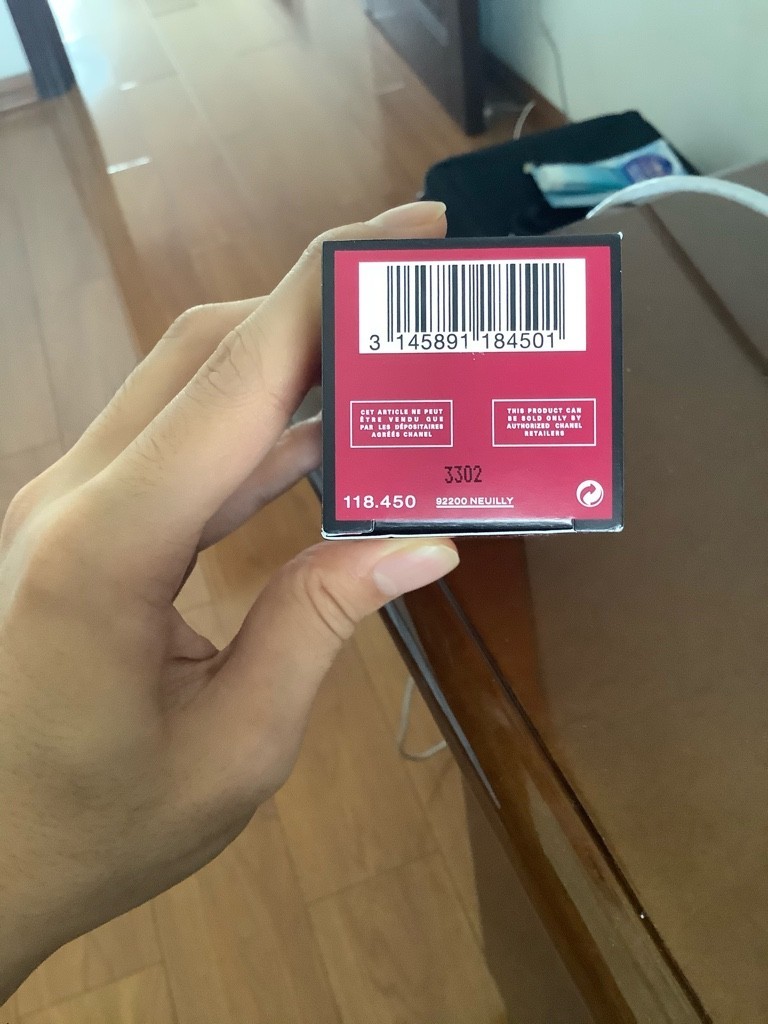 3 145891 184501
CET ARTICLE NE PEUT
ÊTRE VENDU QUE
PAR LES DÉPOSITAIRES
AGRÉÉS CHANEL
THIS PRODUCT CAN
BE SOLD ONLY BY
AUTHORIZED CHANEL
RETAILERS
3302
118.450 92200 NEUILLY